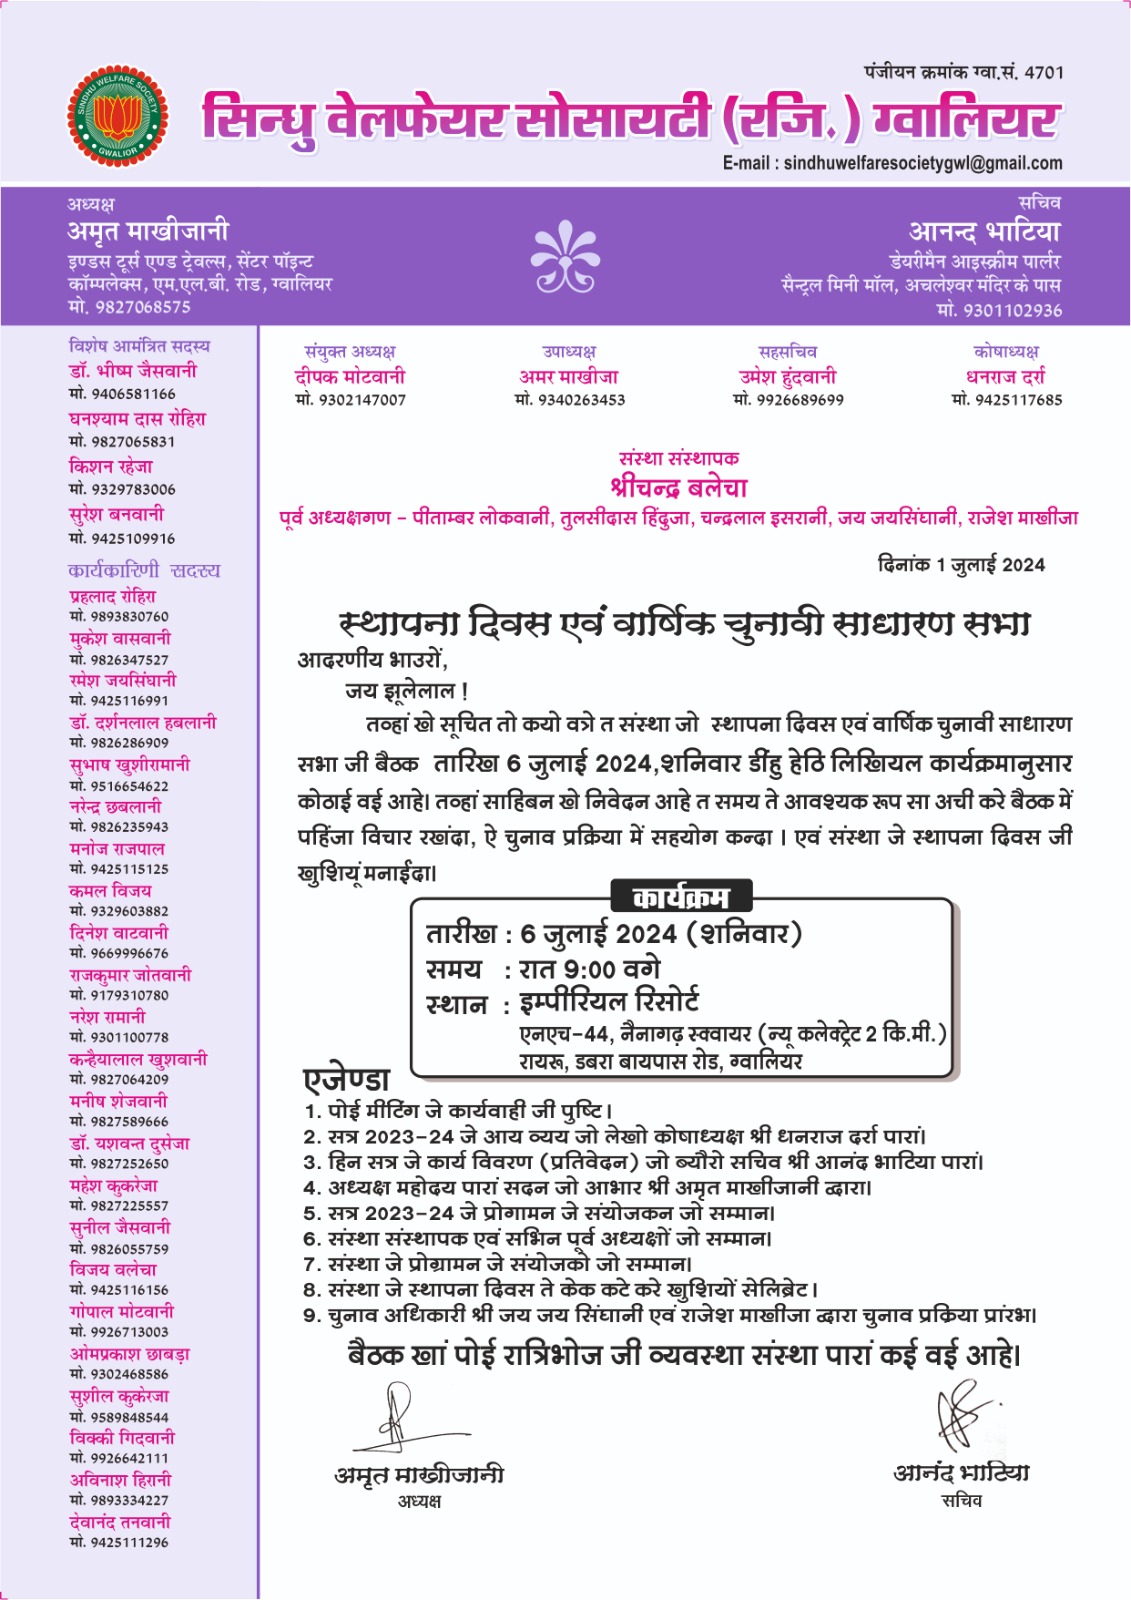 पंजीयन क्रमांक ग्वा.सं. 4701
SINDHU WELFARE SOCIETY
GWALIOR
सिन्धु वेलफेयर सोसायटी (रजि.) ग्वालियर
E-mail : sindhuwelfaresocietygwl@gmail.com
अध्यक्ष
अमृत माखीजानी
इण्डस टूर्स एण्ड ट्रेवल्स, सेंटर पॉइन्ट
कॉम्पलेक्स, एम.एल.बी. रोड, ग्वालियर
मो. 9827068575
सचिव
आनन्द भाटिया
डेयरीमैन आइस्क्रीम पार्लर
सैन्ट्रल मिनी मॉल, अचलेश्वर मंदिर के पास
मो. 9301102936
विशेष आमंत्रित सदस्य
डॉ. भीष्म जैसवानी
मो. 9406581166
घनश्याम दास रोहिरा
मो. 9827065831
किशन रहेजा
मो. 9329783006
सुरेश बनवानी
मो. 9425109916
कार्यकारिणी सदस्य
प्रहलाद रोहिरा
मो. 9893830760
मुकेश वासवानी
मो. 9826347527
रमेश जयसिंघानी
मो. 9425116991
डॉ. दर्शनलाल हबलानी
मो. 9826286909
सुभाष खुशीरामानी
मो. 9516654622
नरेन्द्र छबलानी
मो. 9826235943
मनोज राजपाल
मो. 9425115125
कमल विजय
मो. 9329603882
दिनेश वाटवानी
मो. 9669996676
राजकुमार जोतवानी
मो. 9179310780
नरेश रामानी
मो. 9301100778
कन्हैयालाल खुशवानी
मो. 9827064209
मनीष शेजवानी
मो. 9827589666
डॉ. यशवन्त दुसेजा
मो. 9827252650
महेश कुकरेजा
मो. 9827225557
सुनील जैसवानी
मो. 9826055759
विजय वलेचा
मो. 9425116156
गोपाल मोटवानी
मो. 9926713003
ओमप्रकाश छाबड़ा
मो. 9302468586
सुशील कुकरेजा
मो. 9589848544
विक्की गिदवानी
मो. 9926642111
अविनाश हिरानी
मो. 9893334227
देवानंद तनवानी
मो. 9425111296
संयुक्त अध्यक्ष
दीपक मोटवानी
मो. 9302147007
उपाध्यक्ष
अमर माखीजा
मो. 9340263453
सहसचिव
उमेश हुंदवानी
मो. 9926689699
कोषाध्यक्ष
धनराज दर्रा
मो. 9425117685
संस्था संस्थापक
श्रीचन्द्र बलेचा
पूर्व अध्यक्षगण - पीताम्बर लोकवानी, तुलसीदास हिंदुजा, चन्द्रलाल इसरानी, जय जयसिंघानी, राजेश माखीजा
दिनांक 1 जुलाई 2024
स्थापना दिवस एवं वार्षिक चुनावी साधारण सभा
आदरणीय भाउरों,
जय झूलेलाल !
तव्हां खे सूचित तो कयो वत्रे त संस्था जो स्थापना दिवस एवं वार्षिक चुनावी साधारण
सभा जी बैठक तारिख 6 जुलाई 2024,शनिवार डींहु हेठि लिखियल कार्यक्रमानुसार
कोठाई वई आहे। तव्हां साहिबन खे निवेदन आहे त समय ते आवश्यक रूप सा अची करे बैठक में
पहिंजा विचार रखंदा, ऐ चुनाव प्रक्रिया में सहयोग कन्दा । एवं संस्था जे स्थापना दिवस जी
खुशियूं मनाईदा।
कार्यक्रम
तारीख : 6 जुलाई 2024 (शनिवार)
समय : रात 9:00 वगे
स्थान : इम्पीरियल रिसोर्ट
एनएच-44, नैनागढ़ स्क्वायर (न्यू कलेक्ट्रेट 2 कि.मी.)
रायरू, डबरा बायपास रोड, ग्वालियर
एजेण्डा
1. पोई मीटिंग जे कार्यवाही जी पुष्टि ।
2. सत्र 2023-24 जे आय व्यय जो लेखो कोषाध्यक्ष श्री धनराज दर्रा पारां।
3. हिन सत्र जे कार्य विवरण (प्रतिवेदन) जो ब्यौरो सचिव श्री आनंद भाटिया पारां।
4. अध्यक्ष महोदय पारां सदन जो आभार श्री अमृत माखीजानी द्वारा।
5. सत्र 2023-24 जे प्रोगामन जे संयोजकन जो सम्मान।
6. संस्था संस्थापक एवं सभिन पूर्व अध्यक्षों जो सम्मान।
7. संस्था जे प्रोग्रामन जे संयोजको जो सम्मान।
8. संस्था जे स्थापना दिवस ते केक कटे करे खुशियों सेलिब्रेट ।
9. चुनाव अधिकारी श्री जय जय सिंघानी एवं राजेश माखीजा द्वारा चुनाव प्रक्रिया प्रारंभ।
बैठक खां पोई रात्रिभोज जी व्यवस्था संस्था पारां कई वई आहे।
अमृत माखीजानी
अध्यक्ष
आनंद भाटिया
सचिव